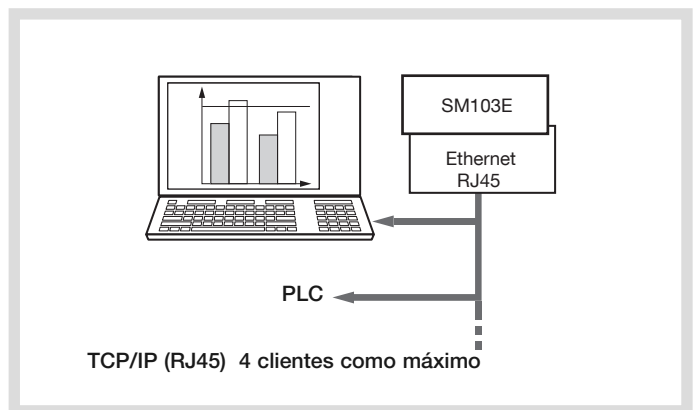 SM103E
Ethernet
RJ45
PLC
TCP/IP (RJ45) 4 clientes como máximo